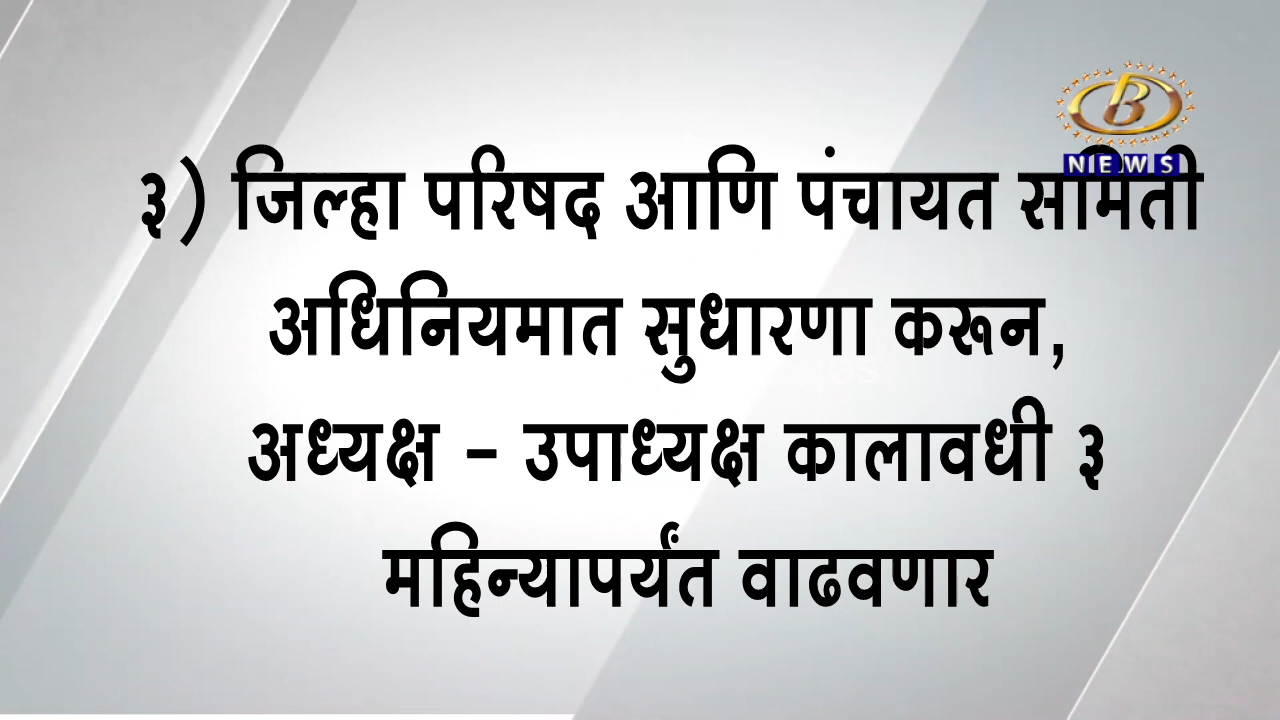 B
NEWS
३) जिल्हा परिषद आणि पंचायत समिती
अधिनियमात सुधारणा करून,
अध्यक्ष - उपाध्यक्ष कालावधी ३
महिन्यापर्यंत वाढवणार